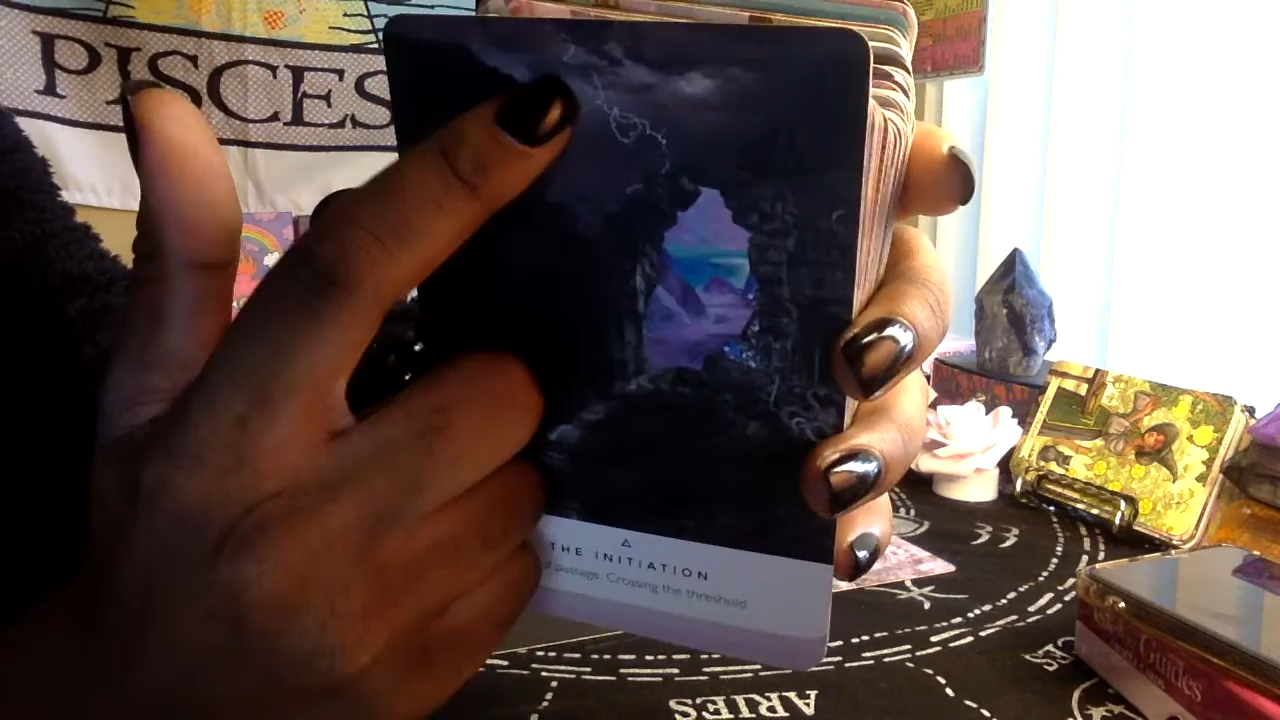 PISCES
THE INITIATION
passage. Crossing the threshold
Guides
ARIES